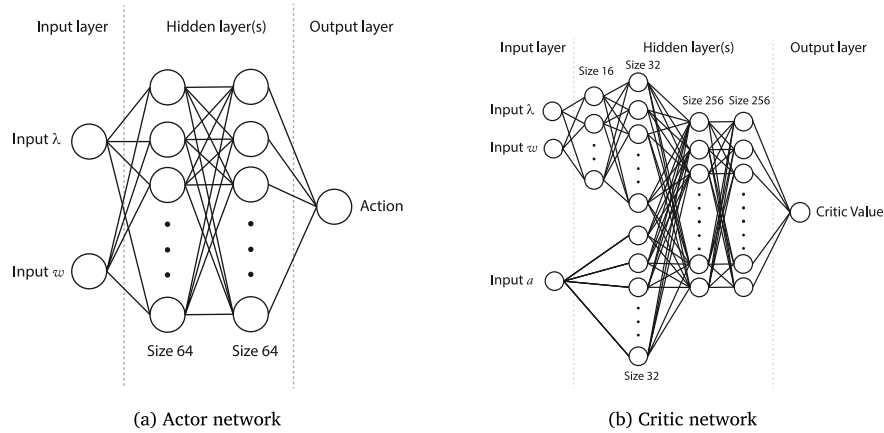 Input layer
Hidden layer(s)
Output layer
Input λ
Input w
Action
Size 64
Size 64
(a) Actor network
Input layer
Hidden layer(s)
Output layer
Size 16
Size 32
Size 256
Size 256
Input λ
Input w
Input a
Critic Value
Size 32
(b) Critic network